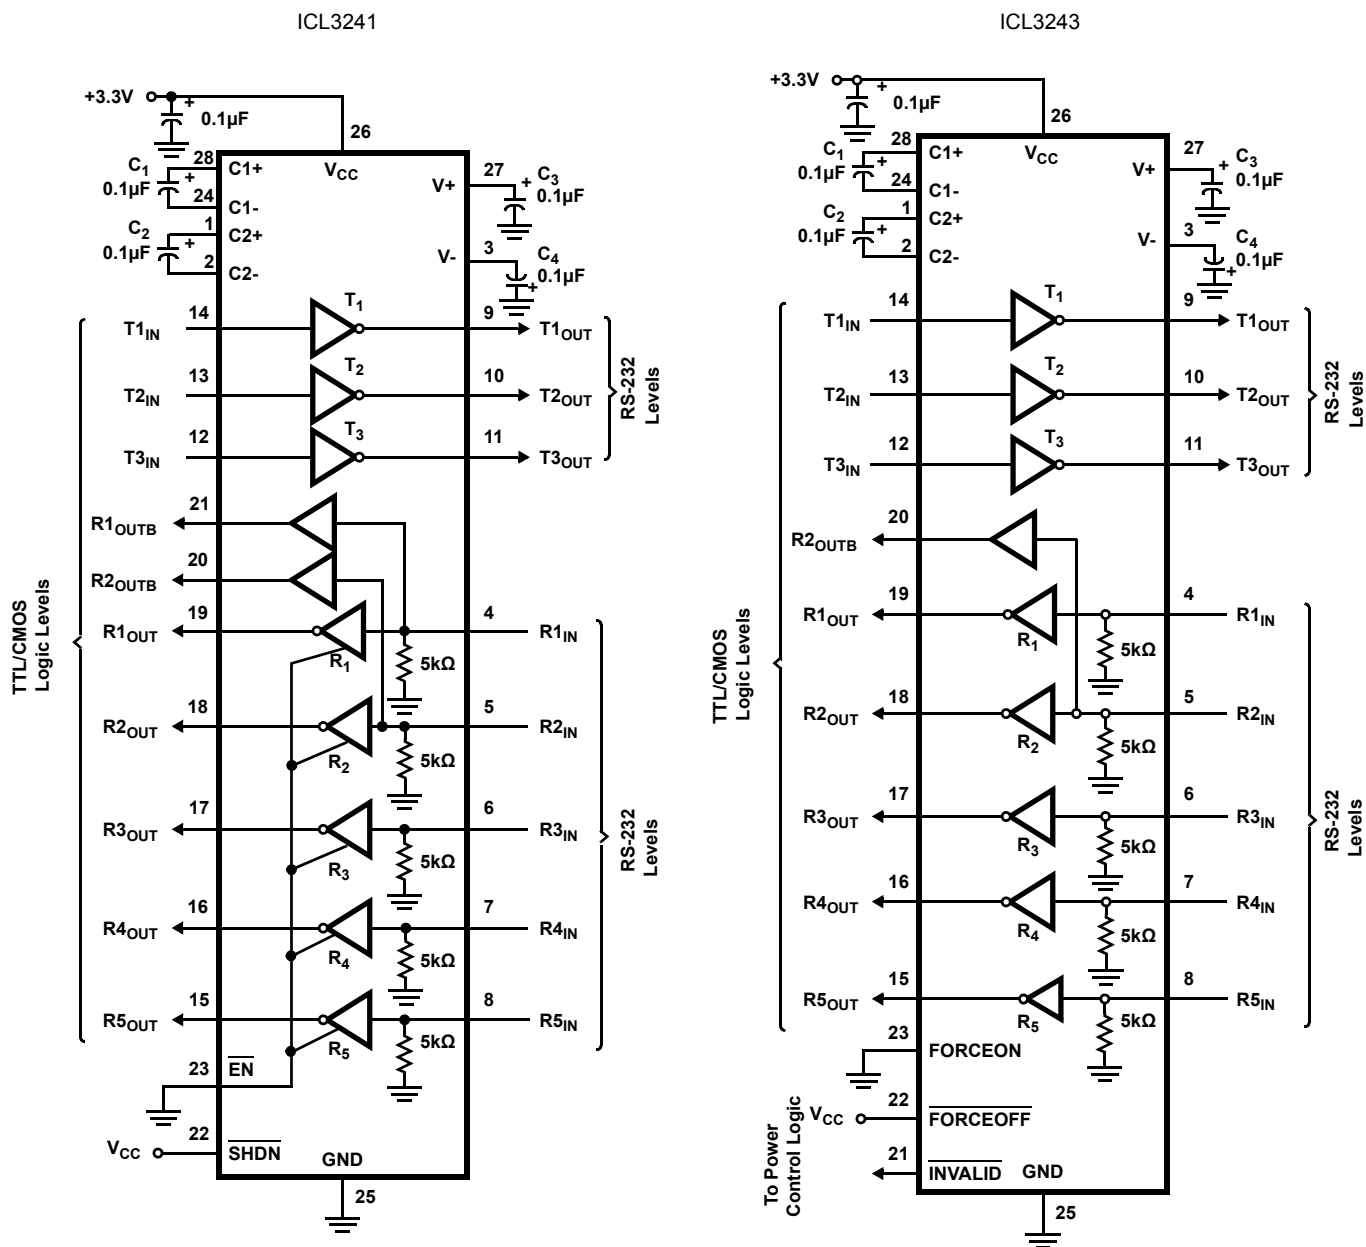 ICL3241
+3.3V
+
0.1µF
26
C1
0.1µF
+
28
C1+
VCC
24
C1-
27
V+
+
C3
0.1µF
C2
0.1µF
+
1
C2+
2
C2-
3
V-
C4
0.1µF
+
T1IN
14
T1
9
T1OUT
T2IN
13
T2
10
T2OUT
T3IN
12
T3
11
T3OUT
RS-232
Levels
R1OUTB
21
R2OUTB
20
R1OUT
19
R1
4
R1IN
5kΩ
R2OUT
18
R2
5
R2IN
5kΩ
TTL/CMOS
Logic Levels
R3OUT
17
R3
6
R3IN
5kΩ
RS-232
Levels
R4OUT
16
R4
7
R4IN
5kΩ
R5OUT
15
R5
8
R5IN
5kΩ
23
EN
VCC
22
SHDN
GND
25
ICL3243
+3.3V
+
0.1µF
26
C1
0.1µF
+
28
C1+
VCC
24
C1-
27
V+
+
C3
0.1µF
C2
0.1µF
+
1
C2+
2
C2-
3
V-
C4
0.1µF
+
T1IN
14
T1
9
T1OUT
T2IN
13
T2
10
T2OUT
T3IN
12
T3
11
T3OUT
RS-232
Levels
R2OUTB
20
R1OUT
19
R1
4
R1IN
5kΩ
R2OUT
18
R2
5
R2IN
5kΩ
TTL/CMOS
Logic Levels
R3OUT
17
R3
6
R3IN
5kΩ
RS-232
Levels
R4OUT
16
R4
7
R4IN
5kΩ
R5OUT
15
R5
8
R5IN
5kΩ
23
FORCEON
VCC
22
FORCEOFF
To Power
Control Logic
21
INVALID
GND
25